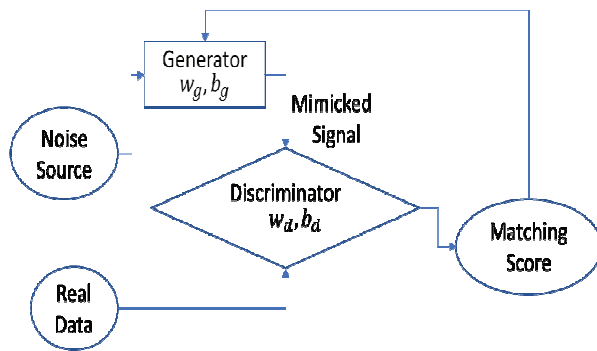 Generator
w_g, b_g
Mimicked
Signal
Noise
Source
Discriminator
w_d, b_d
Matching
Score
Real
Data